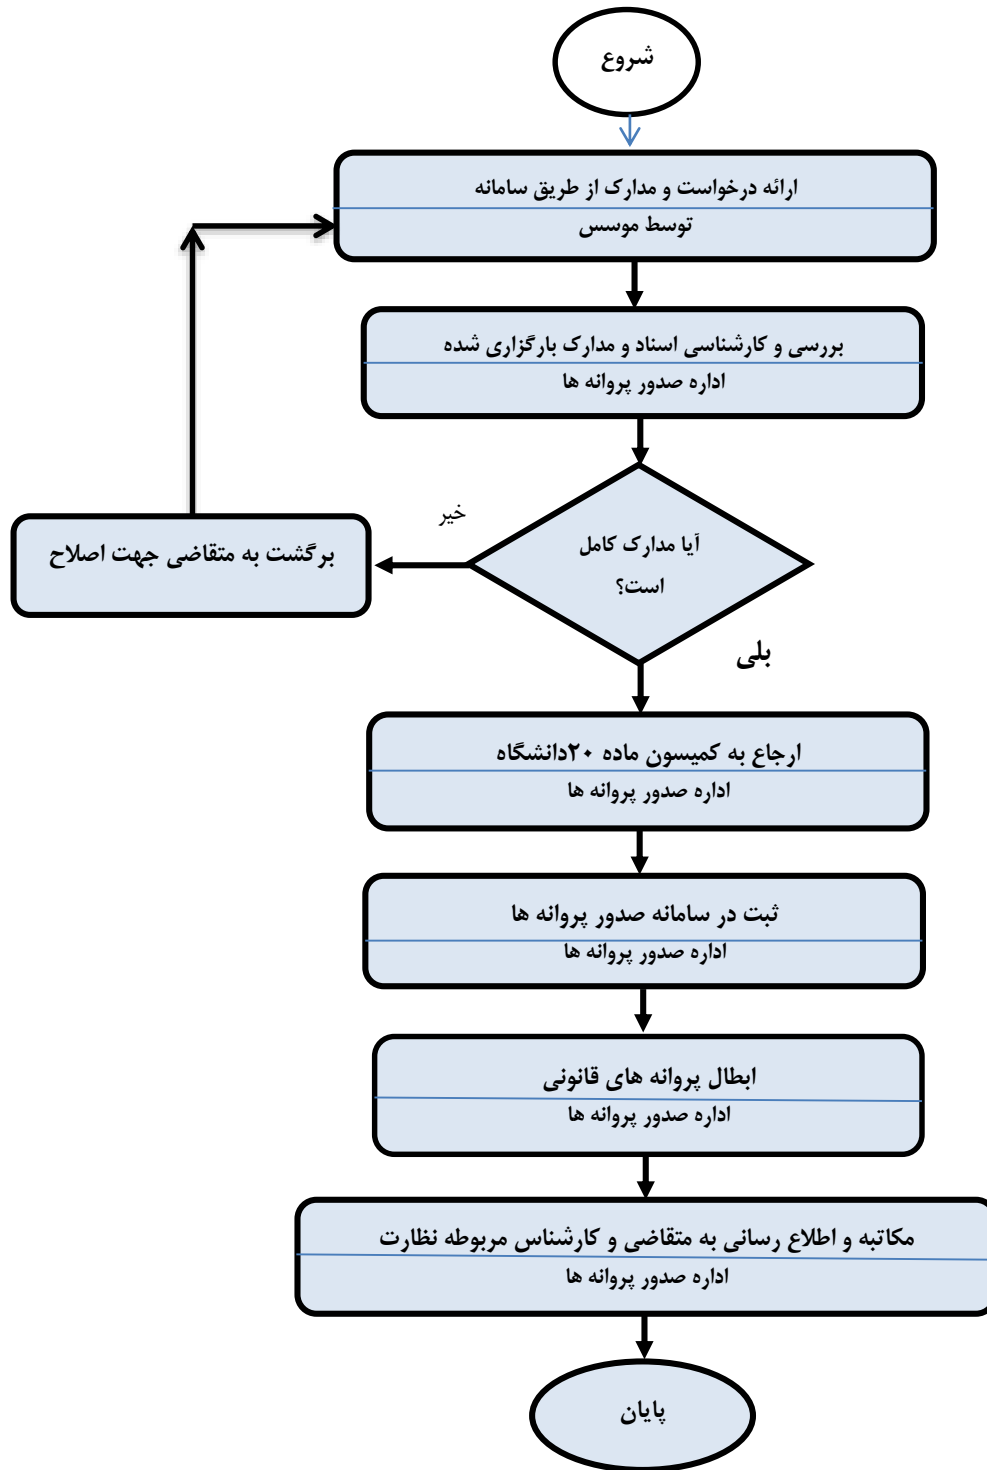 شروع
ارائه درخواست و مدارک از طریق سامانه
توسط موسس
بررسی و کارشناسی اسناد و مدارک بارگزاری شده
اداره صدور پروانه ها
آیا مدارک کامل
است؟
خیر
برگشت به متقاضی جهت اصلاح
بلی
ارجاع به کمیسون ماده ۲۰دانشگاه
اداره صدور پروانه ها
ثبت در سامانه صدور پروانه ها
اداره صدور پروانه ها
ابطال پروانه های قانونی
اداره صدور پروانه ها
مکاتبه و اطلاع رسانی به متقاضی و کارشناس مربوطه نظارت
اداره صدور پروانه ها
پایان